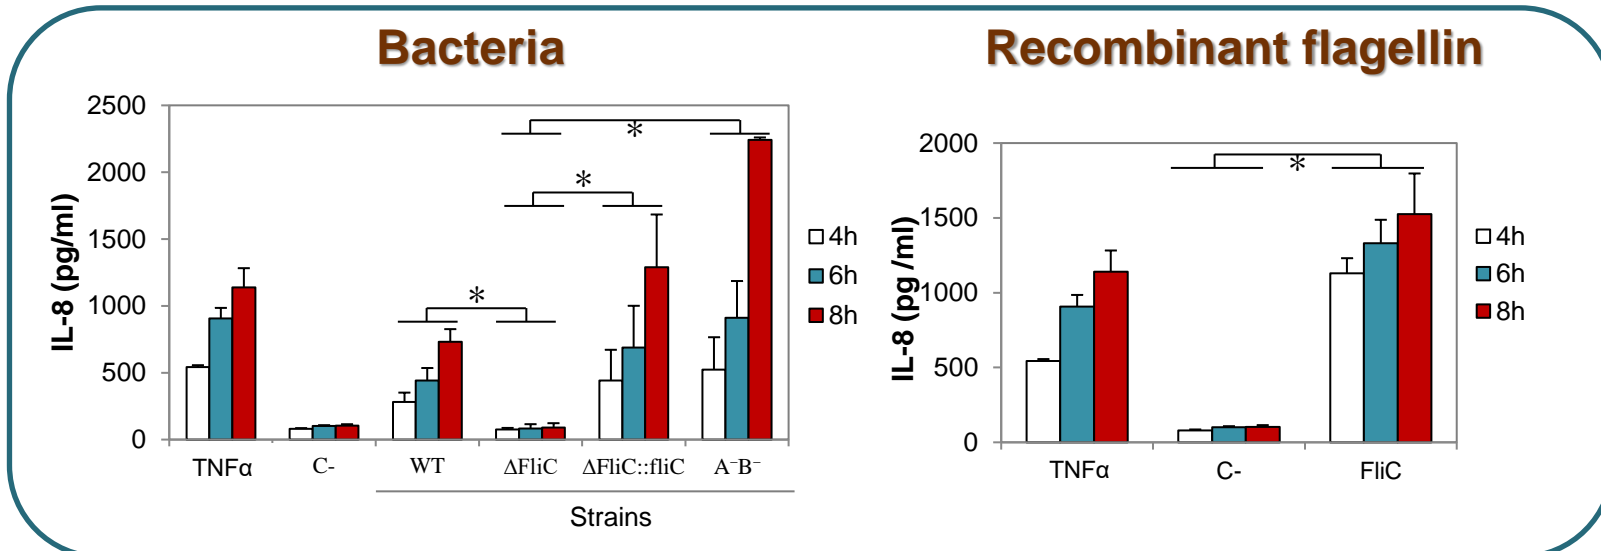 Bacteria
2500
2000
1500
1000
500
0
IL-8 (pg/ml)
*
*
*
4h
6h
8h
TNFα C- WT ΔFliC ΔFliC::fliC A⁻B⁻
Strains
Recombinant flagellin
2000
1500
1000
500
0
IL-8 (pg /ml)
*
4h
6h
8h
TNFα C- FliC